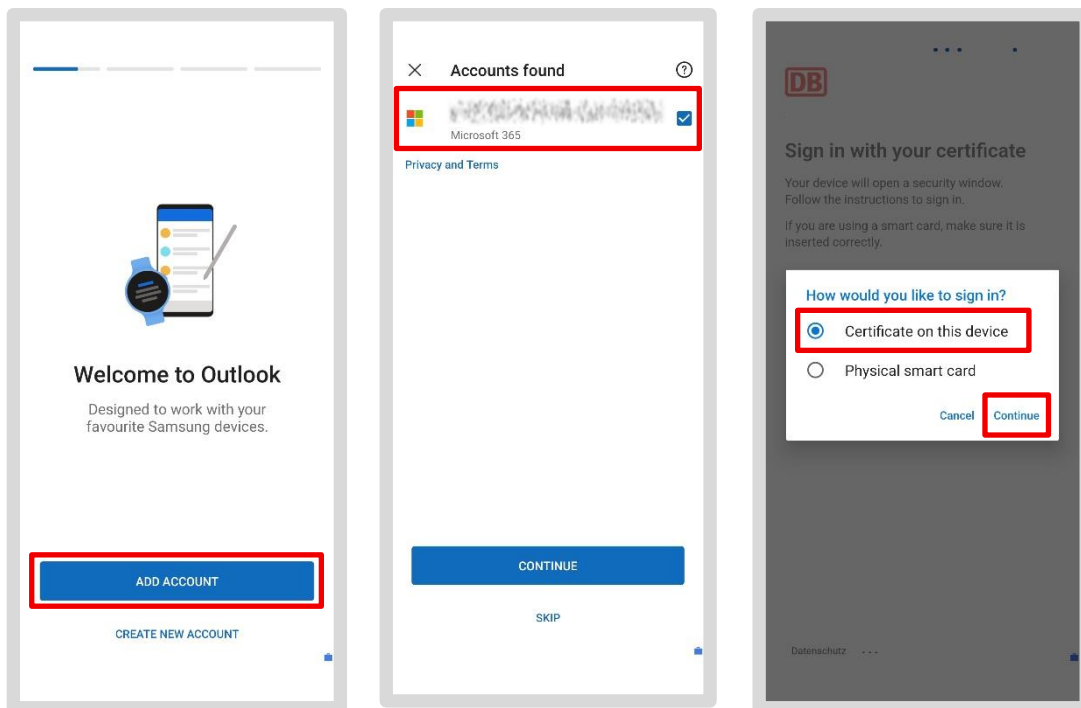 Welcome to Outlook
Designed to work with your
favourite Samsung devices.
ADD ACCOUNT
CREATE NEW ACCOUNT
Accounts found
Microsoft 365
Privacy and Terms
CONTINUE
SKIP
DB
Sign in with your certificate
Your device will open a security window.
Follow the instructions to sign in.
If you are using a smart card, make sure it is
inserted correctly.
How would you like to sign in?
Certificate on this device
Physical smart card
Cancel Continue
Datenschutz ...